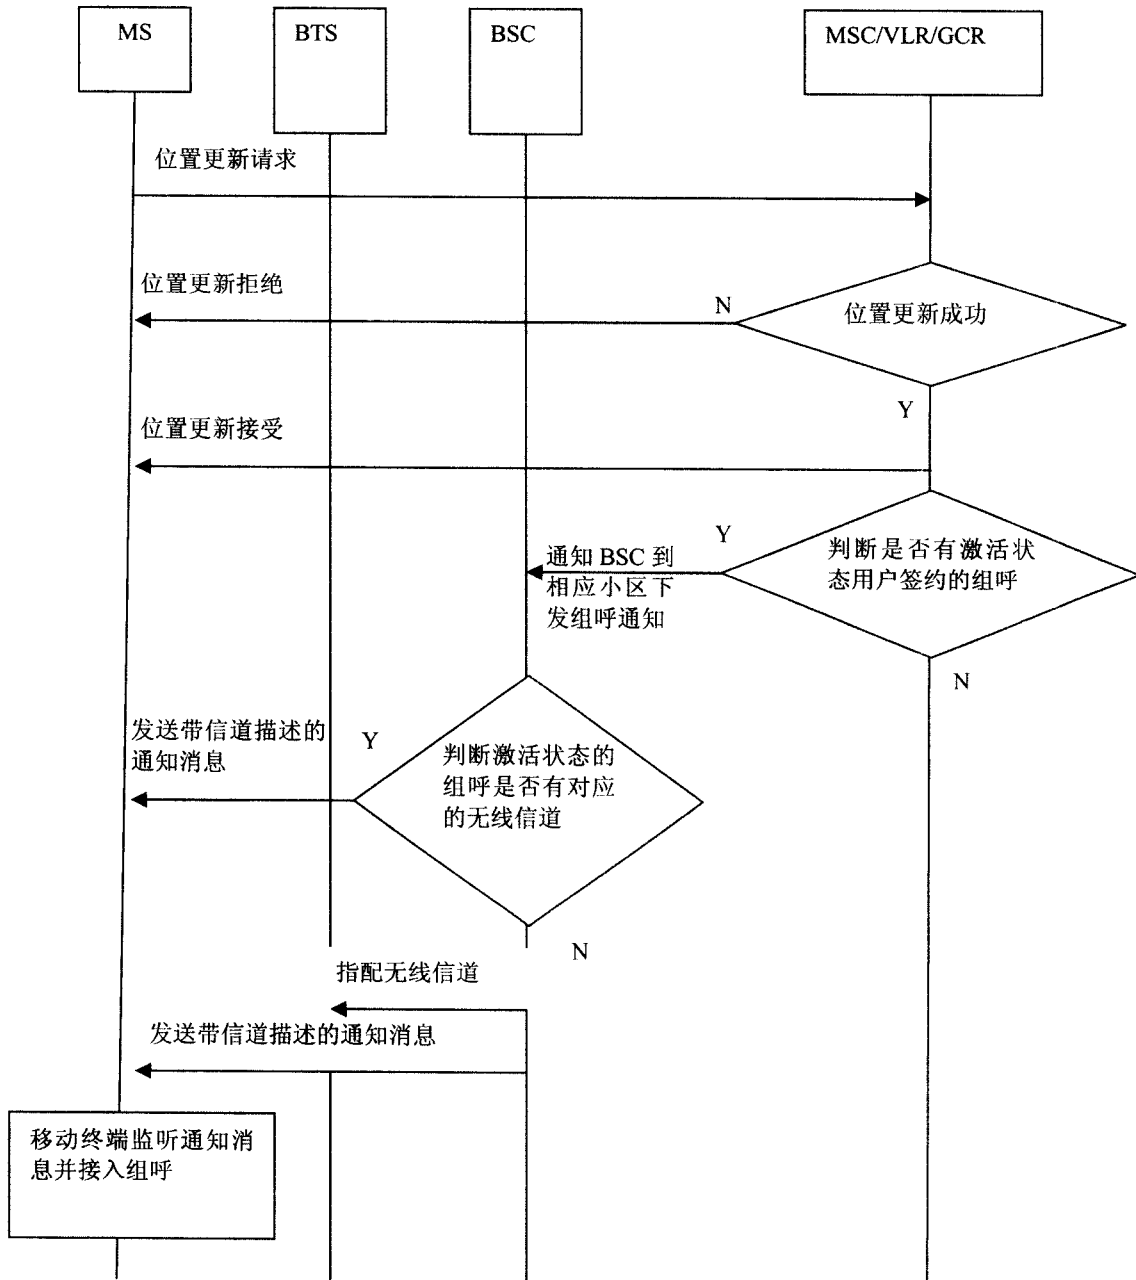 MS
BTS
BSC
MSC/VLR/GCR
位置更新请求
位置更新拒绝
N
位置更新成功
Y
位置更新接受
Y
判断是否有激活状
态用户签约的组呼
通知 BSC 到
相应小区下
发组呼通知
N
发送带信道描述的
通知消息
Y
判断激活状态的
组呼是否有对应
的无线信道
N
指配无线信道
发送带信道描述的通知消息
移动终端监听通知消
息并接入组呼